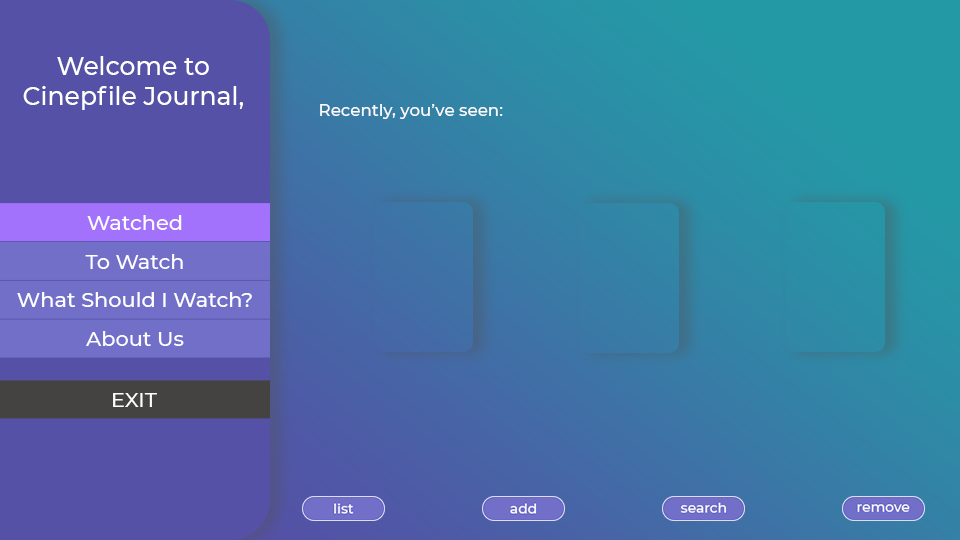 Welcome to
Cinepfile Journal,
Recently, you've seen:
Watched
To Watch
What Should I Watch?
About Us
EXIT
list
add
search
remove